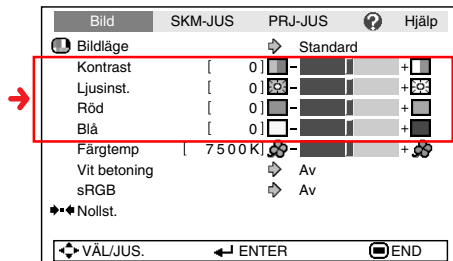 Bild SKM-JUS PRJ-JUS ? Hjälp
Bildläge Standard
Kontrast [ 0] - +
Ljusinst. [ 0] - +
Röd [ 0] - +
Blå [ 0] - +
Färgtemp [ 7500K] - +
Vit betoning Av
sRGB Av
Nollst.
VÄL/JUS. ENTER END